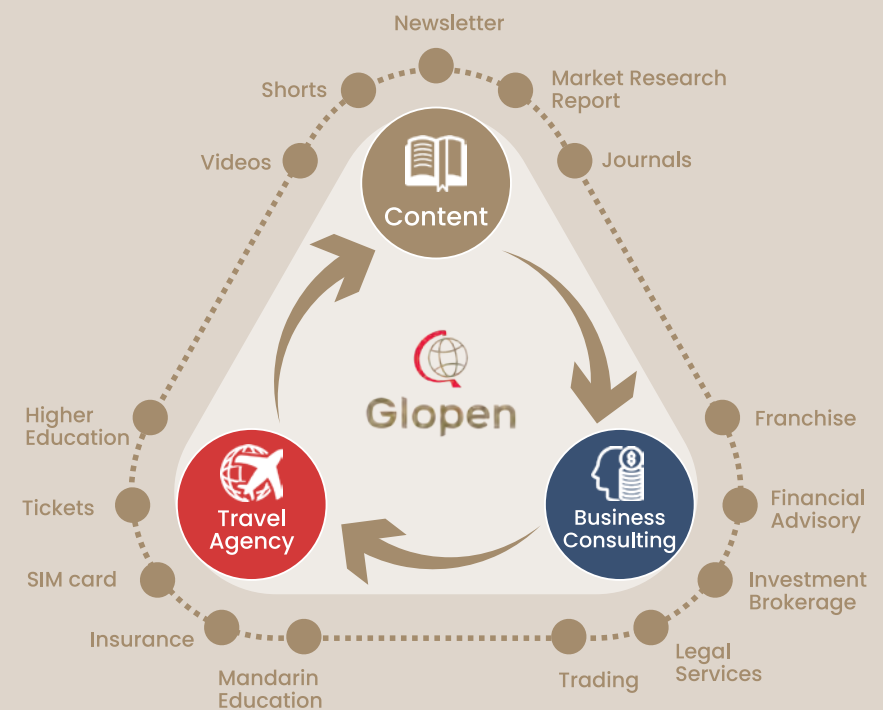 Newsletter
Shorts
Market Research
Report
Videos
Journals
Content
Glopen
Higher
Education
Franchise
Tickets
Travel
Agency
Business
Consulting
Financial
Advisory
SIM card
Investment
Brokerage
Insurance
Legal
Services
Mandarin
Education
Trading